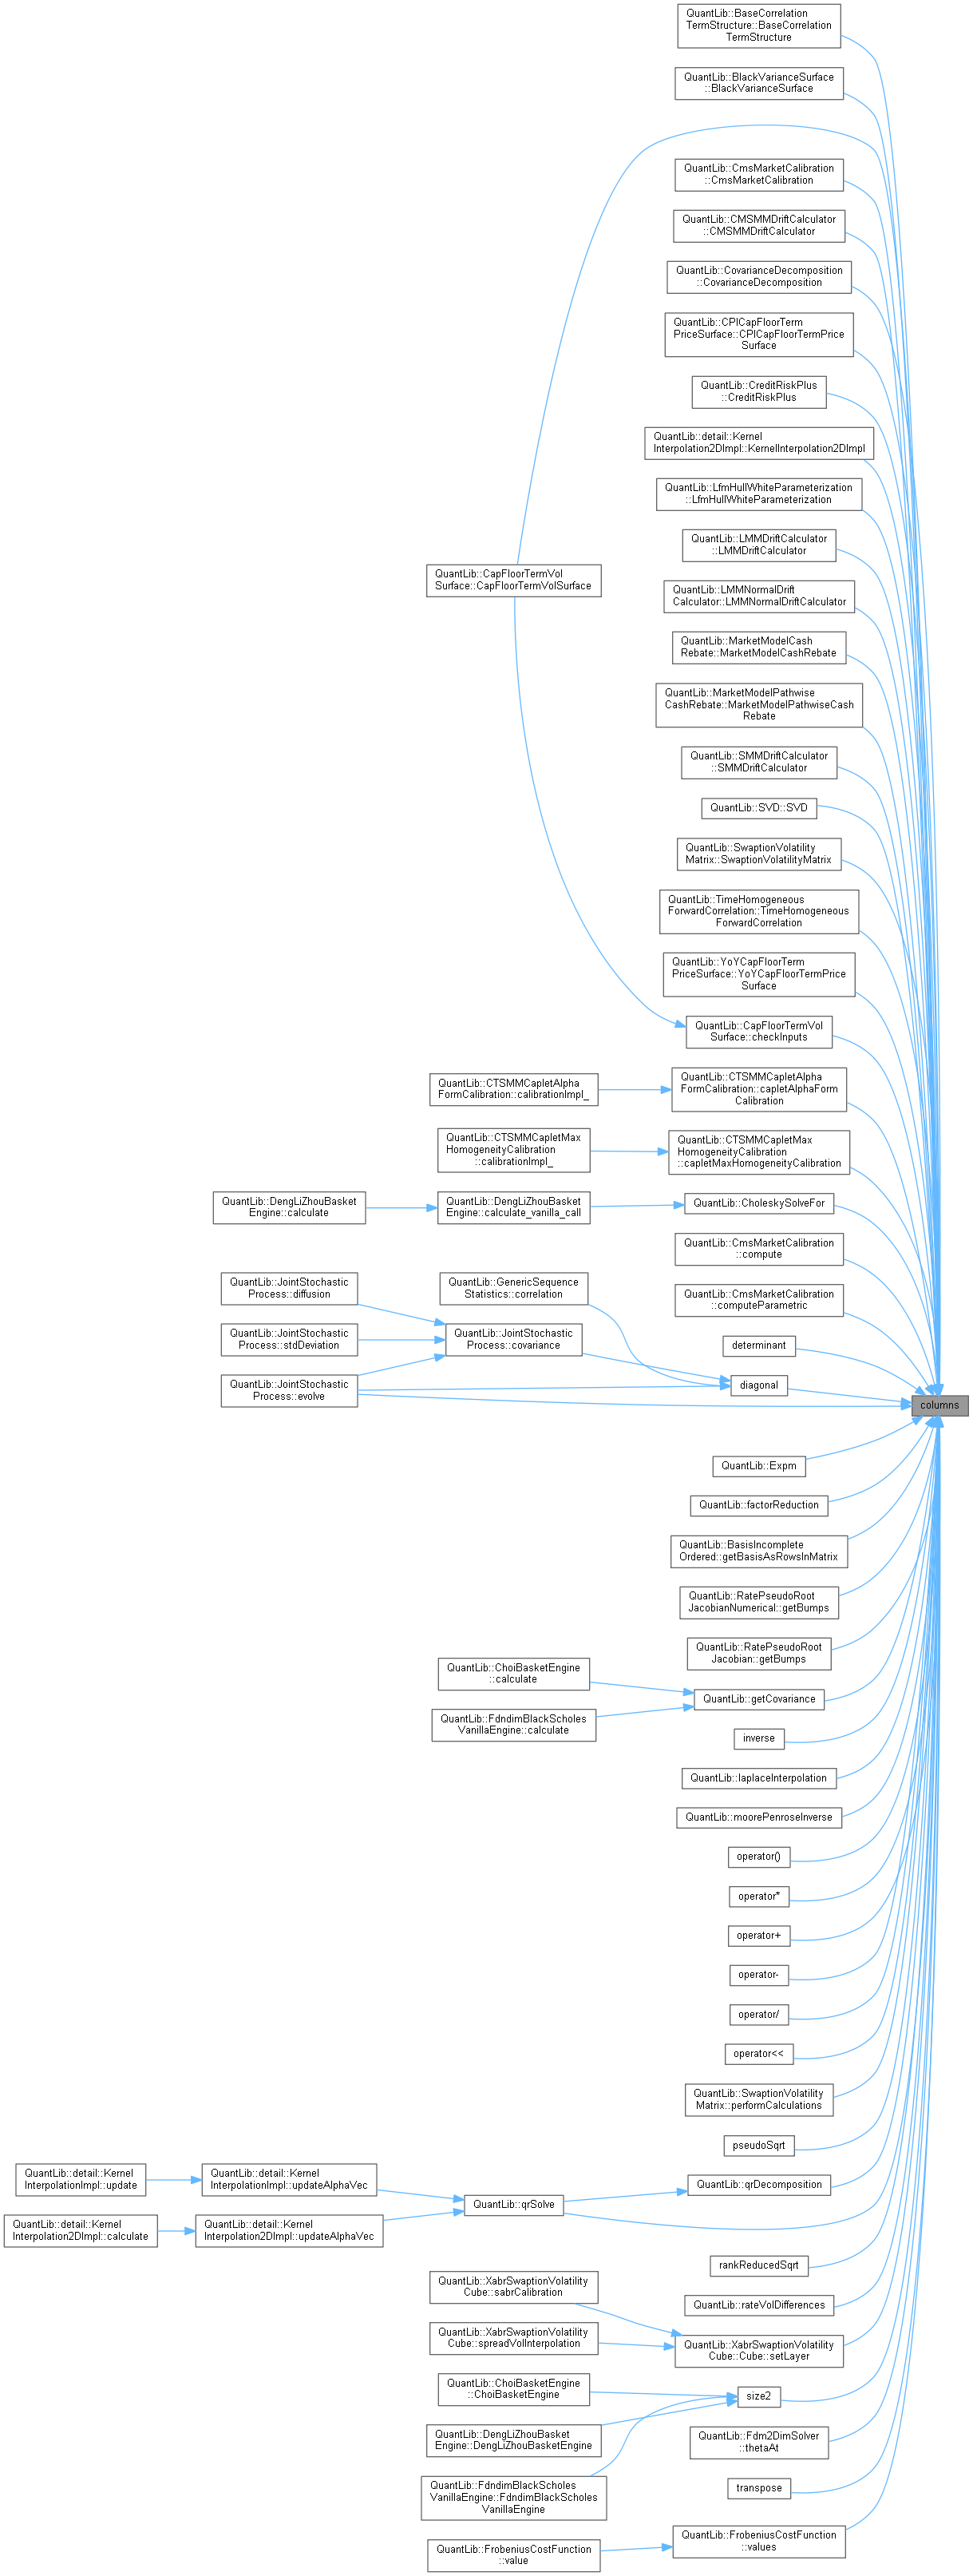 QuantLib::BaseCorrelation
TermStructure::BaseCorrelation
TermStructure
QuantLib::BlackVarianceSurface
::BlackVarianceSurface
QuantLib::CmsMarketCalibration
::CmsMarketCalibration
QuantLib::CMSMMDriftCalculator
::CMSMMDriftCalculator
QuantLib::CovarianceDecomposition
::CovarianceDecomposition
QuantLib::CPICapFloorTerm
PriceSurface::CPICapFloorTermPrice
Surface
QuantLib::CreditRiskPlus
::CreditRiskPlus
QuantLib::detail::Kernel
Interpolation2DImpl::KernelInterpolation2DImpl
QuantLib::LfmHullWhiteParameterization
::LfmHullWhiteParameterization
QuantLib::LMMDriftCalculator
::LMMDriftCalculator
QuantLib::CapFloorTermVol
Surface::CapFloorTermVolSurface
QuantLib::LMMNormalDrift
Calculator::LMMNormalDriftCalculator
QuantLib::MarketModelCash
Rebate::MarketModelCashRebate
QuantLib::MarketModelPathwise
CashRebate::MarketModelPathwiseCash
Rebate
QuantLib::SMMDriftCalculator
::SMMDriftCalculator
QuantLib::SVD::SVD
QuantLib::SwaptionVolatility
Matrix::SwaptionVolatilityMatrix
QuantLib::TimeHomogeneous
ForwardCorrelation::TimeHomogeneous
ForwardCorrelation
QuantLib::YoYCapFloorTerm
PriceSurface::YoYCapFloorTermPrice
Surface
QuantLib::CapFloorTermVol
Surface::checkInputs
QuantLib::CTSMMCapletAlpha
FormCalibration::calibrationImpl_
QuantLib::CTSMMCapletAlpha
FormCalibration::capletAlphaForm
Calibration
QuantLib::CTSMMCapletMax
HomogeneityCalibration
::calibrationImpl_
QuantLib::CTSMMCapletMax
HomogeneityCalibration
::capletMaxHomogeneityCalibration
QuantLib::DengLiZhouBasket
Engine::calculate
QuantLib::DengLiZhouBasket
Engine::calculate_vanilla_call
QuantLib::CholeskySolveFor
QuantLib::CmsMarketCalibration
::compute
QuantLib::JointStochastic
Process::diffusion
QuantLib::GenericSequence
Statistics::correlation
QuantLib::CmsMarketCalibration
::computeParametric
QuantLib::JointStochastic
Process::stdDeviation
QuantLib::JointStochastic
Process::covariance
determinant
QuantLib::JointStochastic
Process::evolve
diagonal
columns
QuantLib::Expm
QuantLib::factorReduction
QuantLib::BasisIncomplete
Ordered::getBasisAsRowsInMatrix
QuantLib::RatePseudoRoot
JacobianNumerical::getBumps
QuantLib::RatePseudoRoot
Jacobian::getBumps
QuantLib::ChoiBasketEngine
::calculate
QuantLib::getCovariance
QuantLib::FdndimBlackScholes
VanillaEngine::calculate
inverse
QuantLib::laplaceInterpolation
QuantLib::moorePenroseInverse
operator()
operator*
operator+
operator-
operator/
operator<<
QuantLib::SwaptionVolatility
Matrix::performCalculations
pseudoSqrt
QuantLib::detail::Kernel
InterpolationImpl::update
QuantLib::detail::Kernel
InterpolationImpl::updateAlphaVec
QuantLib::qrDecomposition
QuantLib::qrSolve
QuantLib::detail::Kernel
Interpolation2DImpl::calculate
QuantLib::detail::Kernel
Interpolation2DImpl::updateAlphaVec
rankReducedSqrt
QuantLib::XabrSwaptionVolatility
Cube::sabrCalibration
QuantLib::rateVolDifferences
QuantLib::XabrSwaptionVolatility
Cube::spreadVolInterpolation
QuantLib::XabrSwaptionVolatility
Cube::Cube::setLayer
QuantLib::ChoiBasketEngine
::ChoiBasketEngine
size2
QuantLib::DengLiZhouBasket
Engine::DengLiZhouBasketEngine
QuantLib::Fdm2DimSolver
::thetaAt
QuantLib::FdndimBlackScholes
VanillaEngine::FdndimBlackScholes
VanillaEngine
transpose
QuantLib::FrobeniusCostFunction
::value
QuantLib::FrobeniusCostFunction
::values